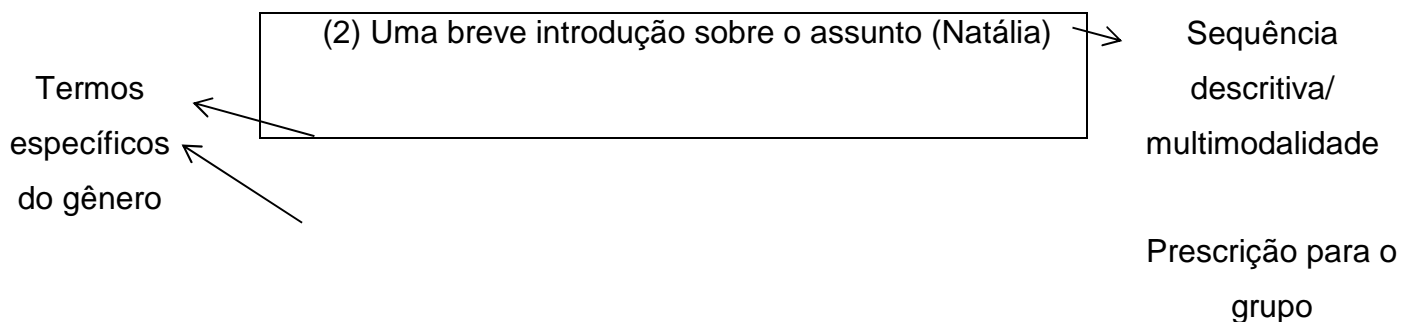 (2) Uma breve introdução sobre o assunto (Natália)
Termos
específicos
do gênero
Sequência
descritiva/
multimodalidade
Prescrição para o
grupo